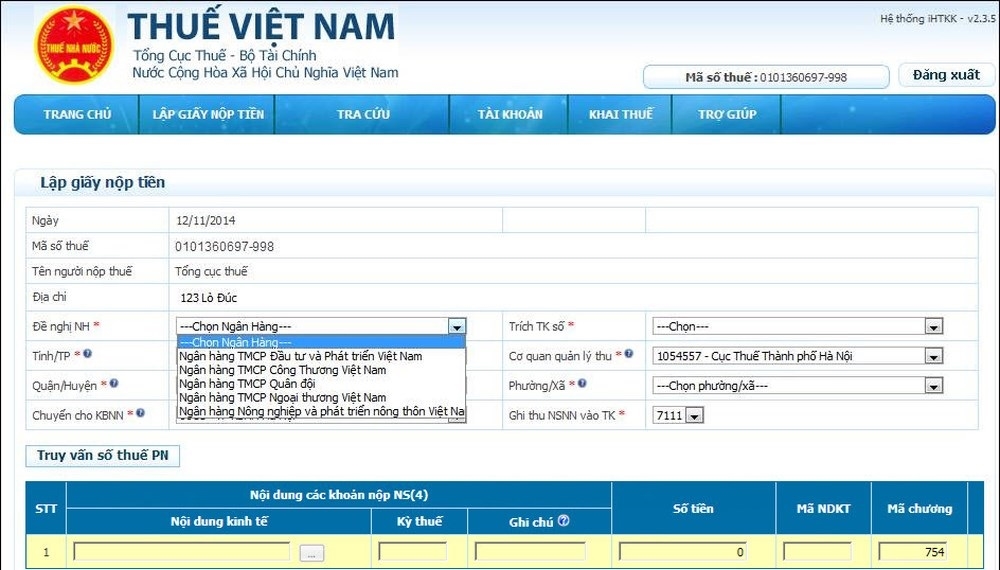 THUẾ NHÀ NƯỚC
THUẾ VIỆT NAM
Tổng Cục Thuế - Bộ Tài Chính
Nước Cộng Hòa Xã Hội Chủ Nghĩa Việt Nam
Hệ thống iHTKK - v2.3.5
Mã số thuế : 0101360697-998
Đăng xuất
TRANG CHỦ LẬP GIẤY NỘP TIỀN TRA CỨU TÀI KHOẢN KHAI THUẾ TRỢ GIÚP
Lập giấy nộp tiền
Ngày 12/11/2014
Mã số thuế 0101360697-998
Tên người nộp thuế Tổng cục thuế
Địa chỉ 123 Lò Đúc
Đề nghị NH * ---Chọn Ngân Hàng--- Trích TK số * ---Chọn---
---Chọn Ngân Hàng---
Ngân hàng TMCP Đầu tư và Phát triển Việt Nam
Ngân hàng TMCP Công Thương Việt Nam
Ngân hàng TMCP Quân đội
Ngân hàng TMCP Ngoại thương Việt Nam
Ngân hàng Nông nghiệp và phát triển nông thôn Việt Na
Tỉnh/TP * ? Cơ quan quản lý thu * ? 1054557 - Cục Thuế Thành phố Hà Nội
Quận/Huyện * ? Phường/Xã * ? ---Chọn phường/xã---
Chuyển cho KBNN * ? Ghi thu NSNN vào TK * 7111
Truy vấn số thuế PN
STT Nội dung các khoản nộp NS(4) Số tiền Mã NDKT Mã chương
Nội dung kinh tế Kỳ thuế Ghi chú ?
1 ... 0 754